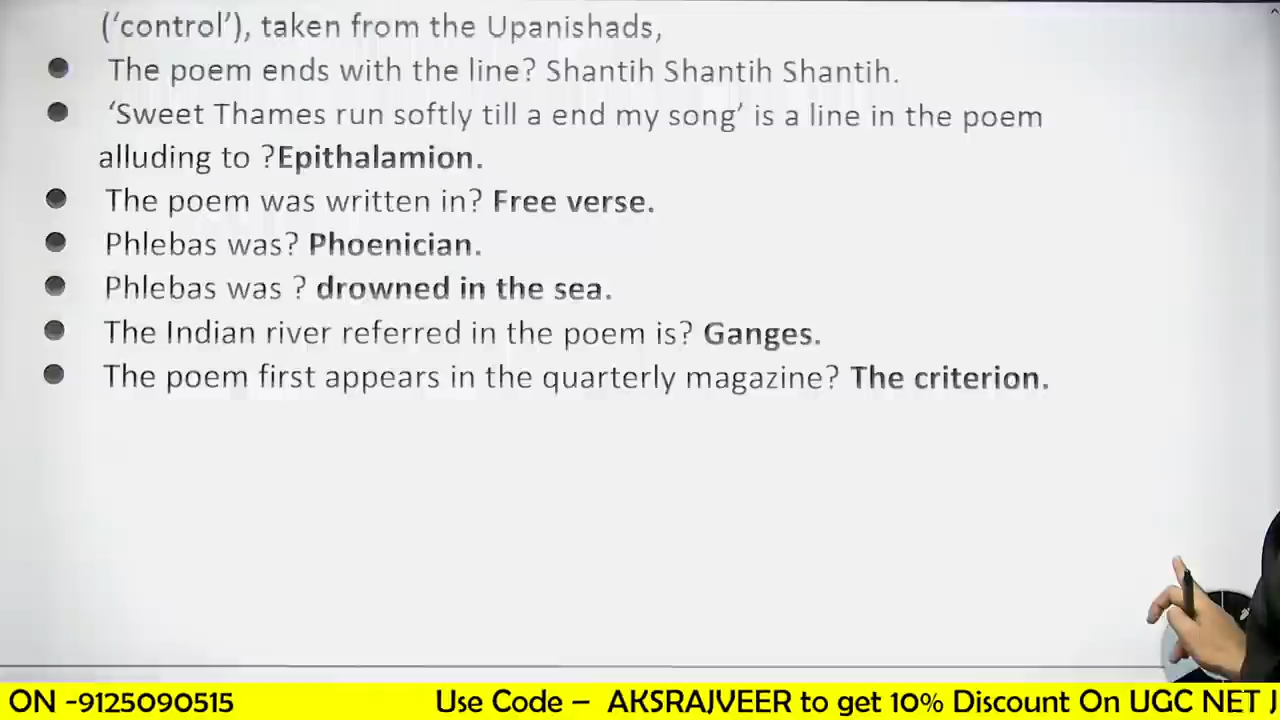 (‘control’), taken from the Upanishads,
The poem ends with the line? Shantih Shantih Shantih.
‘Sweet Thames run softly till a end my song’ is a line in the poem
alluding to ?Epithalamion.
The poem was written in? Free verse.
Phlebas was? Phoenician.
Phlebas was ? drowned in the sea.
The Indian river referred in the poem is? Ganges.
The poem first appears in the quarterly magazine? The criterion.
ON -9125090515 Use Code – AKSRAJVEER to get 10% Discount On UGC NET J